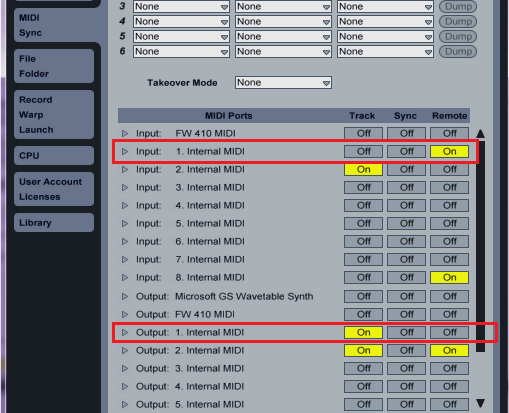 3 None None None Dump
MIDI
Sync
4 None None None Dump
5 None None None Dump
6 None None None Dump
File
Folder
Takeover Mode None
Record
Warp
Launch
CPU
User Account
Licenses
Library
MIDI Ports Track Sync Remote
Input: FW 410 MIDI Off Off Off
Input: 1. Internal MIDI Off Off On
Input: 2. Internal MIDI On Off Off
Input: 3. Internal MIDI Off Off Off
Input: 4. Internal MIDI Off Off Off
Input: 5. Internal MIDI Off Off Off
Input: 6. Internal MIDI Off Off Off
Input: 7. Internal MIDI Off Off Off
Input: 8. Internal MIDI Off Off On
Output: Microsoft GS Wavetable Synth Off Off Off
Output: FW 410 MIDI Off Off Off
Output: 1. Internal MIDI On Off Off
Output: 2. Internal MIDI On Off On
Output: 3. Internal MIDI Off Off Off
Output: 4. Internal MIDI Off Off Off
Output: 5. Internal MIDI Off Off Off